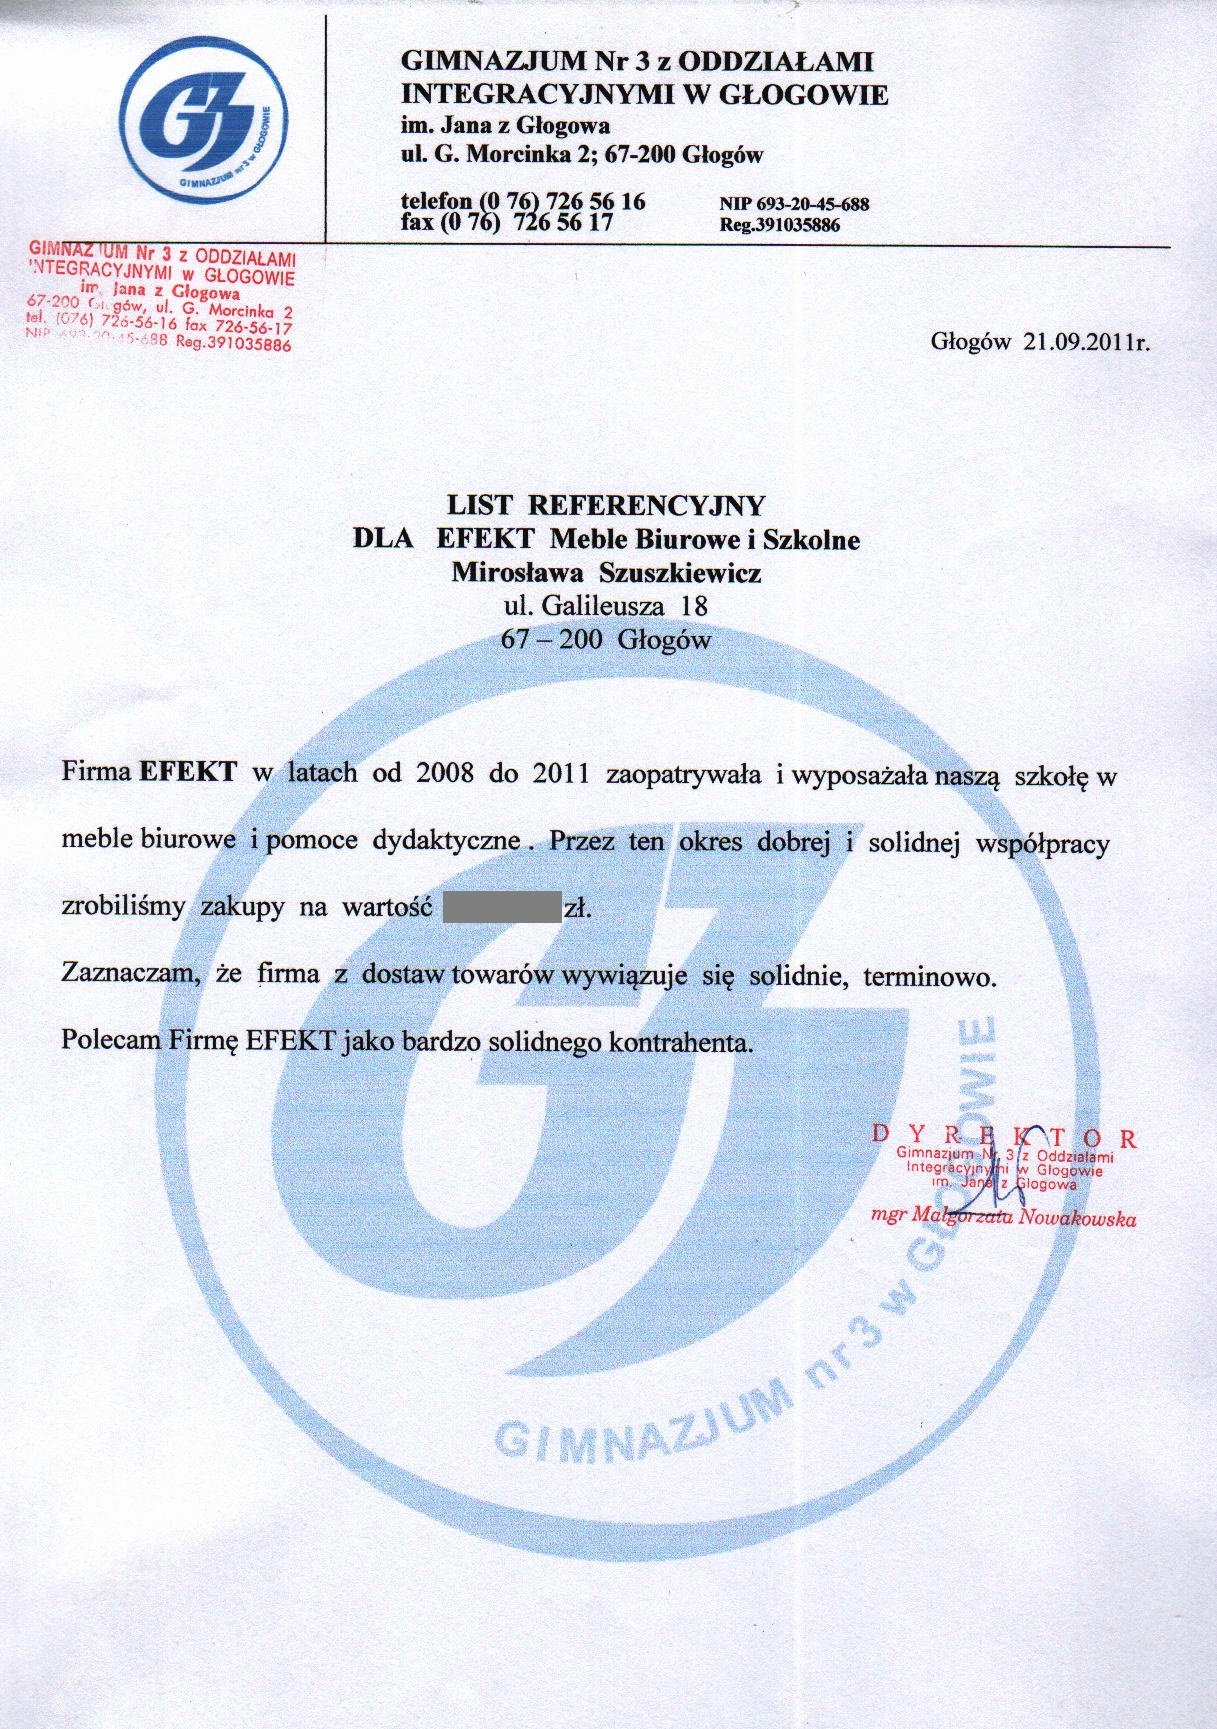 GIMNAZJUM Nr 3 z ODDZIAŁAMI
INTEGRACYJNYMI W GŁOGOWIE
im. Jana z Głogowa
ul. G. Morcinka 2; 67-200 Głogów
telefon (0 76) 726 56 16 NIP 693-20-45-688
fax (0 76) 726 56 17 Reg.391035886
G3
GIMNAZJUM nr 3 w GŁOGOWIE
GIMNAZJUM Nr 3 z ODDZIAŁAMI
INTEGRACYJNYMI w GŁOGOWIE
im. Jana z Głogowa
67-200 Głogów, ul. G. Morcinka 2
tel. (076) 726-56-16 fax 726-56-17
NIP 693-20-45-688 Reg.391035886
Głogów 21.09.2011r.
LIST REFERENCYJNY
DLA EFEKT Meble Biurowe i Szkolne
Mirosława Szuszkiewicz
ul. Galileusza 18
67 – 200 Głogów
Firma EFEKT w latach od 2008 do 2011 zaopatrywała i wyposażała naszą szkołę w
meble biurowe i pomoce dydaktyczne . Przez ten okres dobrej i solidnej współpracy
zrobiliśmy zakupy na wartość zł.
Zaznaczam, że firma z dostaw towarów wywiązuje się solidnie, terminowo.
Polecam Firmę EFEKT jako bardzo solidnego kontrahenta.
DYREKTOR
Gimnazjum Nr 3 z Oddziałami
Integracyjnymi w Głogowie
im. Jana z Głogowa
mgr Małgorzata Nowakowska
G3
GIMNAZJUM nr 3 w GŁOGOWIE